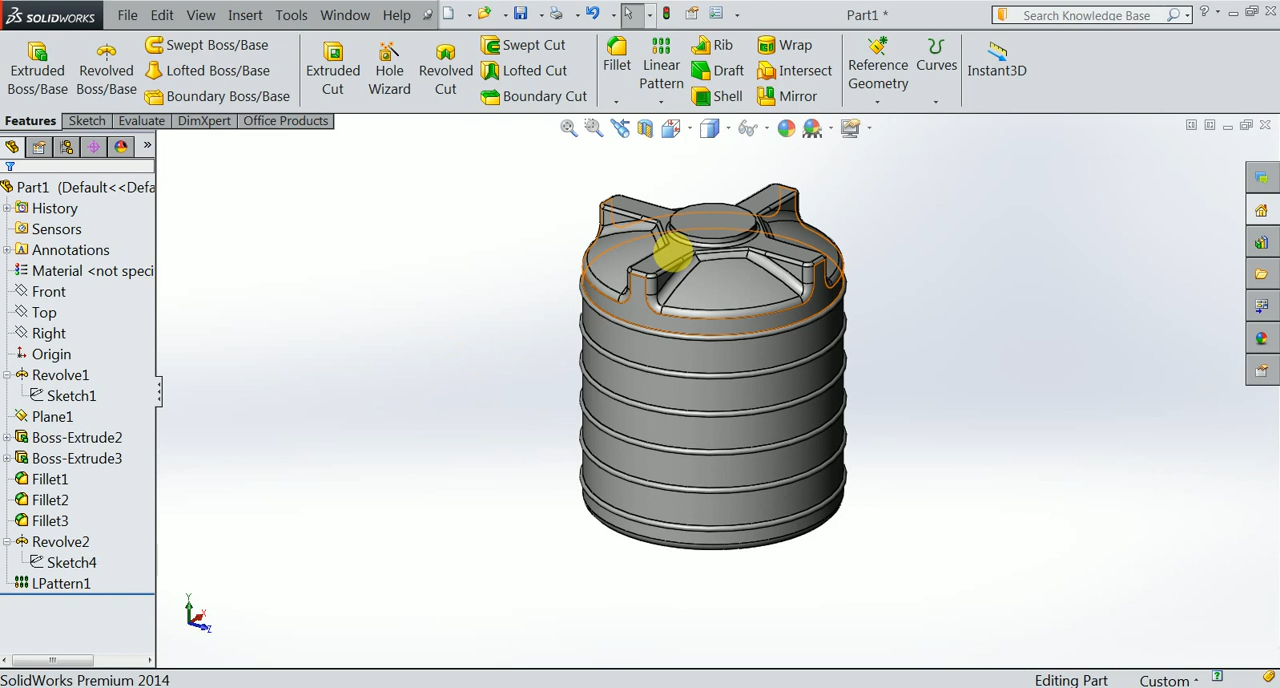 SOLIDWORKS File Edit View Insert Tools Window Help Part1 * Search Knowledge Base ?
Extruded Boss/Base
Revolved Boss/Base
Swept Boss/Base
Lofted Boss/Base
Boundary Boss/Base
Extruded Cut
Hole Wizard
Revolved Cut
Swept Cut
Lofted Cut
Boundary Cut
Fillet
Linear Pattern
Rib
Draft
Shell
Wrap
Intersect
Mirror
Reference Geometry
Curves
Instant3D
Features Sketch Evaluate DimXpert Office Products
»
Part1 (Default<<Defa
History
Sensors
Annotations
Material <not speci
Front
Top
Right
Origin
Revolve1
Sketch1
Plane1
Boss-Extrude2
Boss-Extrude3
Fillet1
Fillet2
Fillet3
Revolve2
Sketch4
LPattern1
Y
X
Z
SolidWorks Premium 2014 Editing Part Custom ?